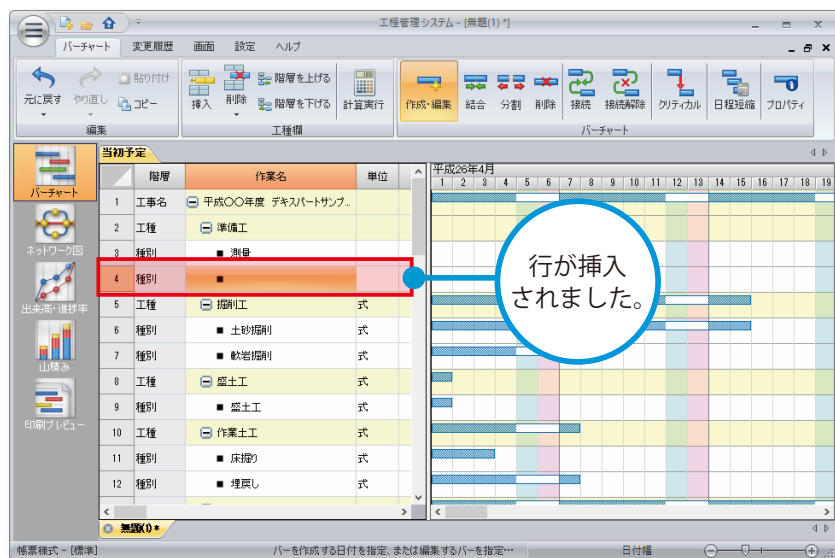 工程管理システム - [無題(1) *]
バーチャート 変更履歴 画面 設定 ヘルプ
元に戻す やり直し 貼り付け コピー
挿入 削除 階層を上げる 階層を下げる 計算実行
作成・編集 結合 分割 削除 接続 接続解除 クリティカル 日程短縮 プロパティ
編集 工種欄 バーチャート
バーチャート
ネットワーク図
出来高・進捗率
山積み
印刷プレビュー
当初予定
階層 作業名 単位
平成26年4月
1 2 3 4 5 6 7 8 9 10 11 12 13 14 15 16 17 18 19
1 工事名 平成〇〇年度 デキスパートサンプ...
2 工種 準備工
3 種別 ■ 測量
4 種別 ■
5 工種 掘削工 式
6 種別 ■ 土砂掘削 式
7 種別 ■ 軟岩掘削 式
8 工種 盛土工 式
9 種別 ■ 盛土工 式
10 工種 作業土工 式
11 種別 ■ 床掘り 式
12 種別 ■ 埋戻し 式
行が挿入
されました。
無題(1) *
帳票様式 - [標準] バーを作成する日付を指定、または編集するバーを指定… 日付幅